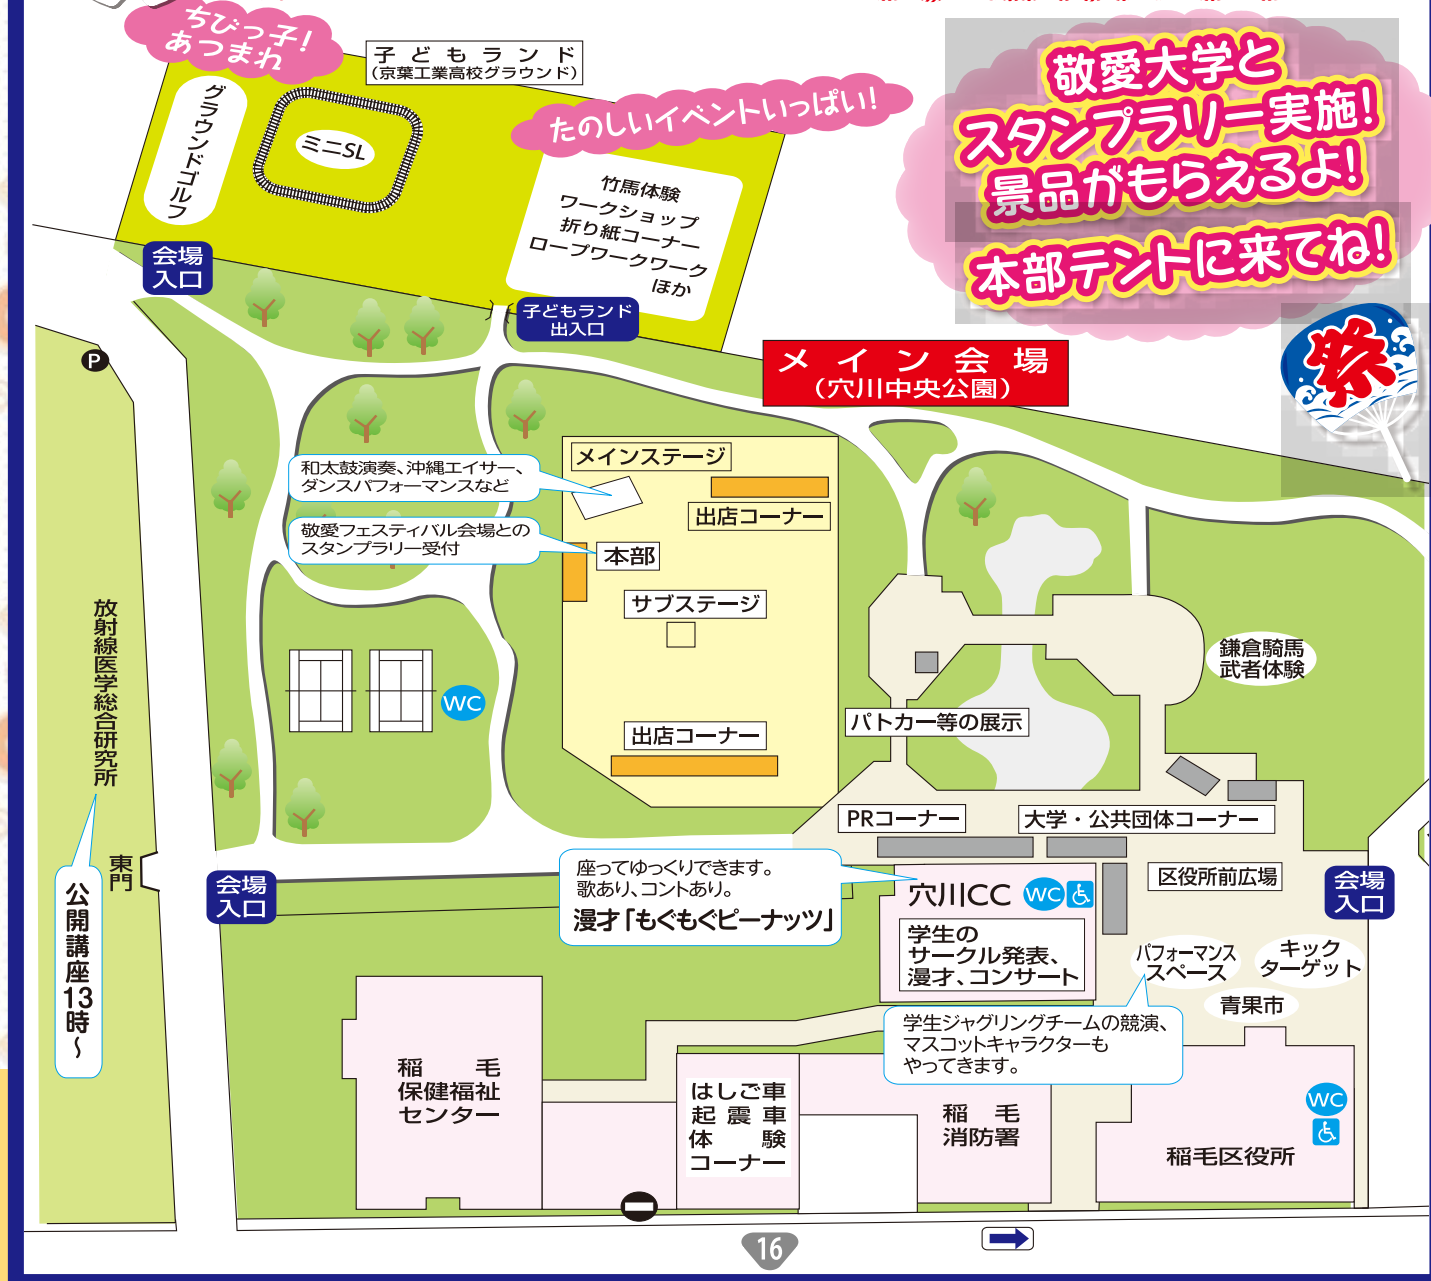 ちびっ子！
あつまれ
子どもランド
（京葉工業高校グラウンド）
グラウンドゴルフ
ミニSL
たのしいイベントいっぱい！
竹馬体験
ワークショップ
折り紙コーナー
ロープワークワーク
ほか
敬愛大学と
スタンプラリー実施！
景品がもらえるよ！
本部テントに来てね！
祭
会場
入口
子どもランド
出入口
P
メイン会場
（穴川中央公園）
メインステージ
和太鼓演奏、沖縄エイサー、
ダンスパフォーマンスなど
出店コーナー
敬愛フェスティバル会場との
スタンプラリー受付
本部
サブステージ
WC
出店コーナー
鎌倉騎馬
武者体験
パトカー等の展示
放射線医学総合研究所
公開講座13時～
東門
会場
入口
PRコーナー
大学・公共団体コーナー
座ってゆっくりできます。
歌あり、コントあり。
漫才「もぐもぐピーナッツ」
穴川CC
WC
学生の
サークル発表、
漫才、コンサート
区役所前広場
会場
入口
パフォーマンス
スペース
キック
ターゲット
青果市
学生ジャグリングチームの競演、
マスコットキャラクターも
やってきます。
稲毛
保健福祉
センター
はしご車
起震車
体験
コーナー
稲毛
消防署
WC
稲毛区役所
16